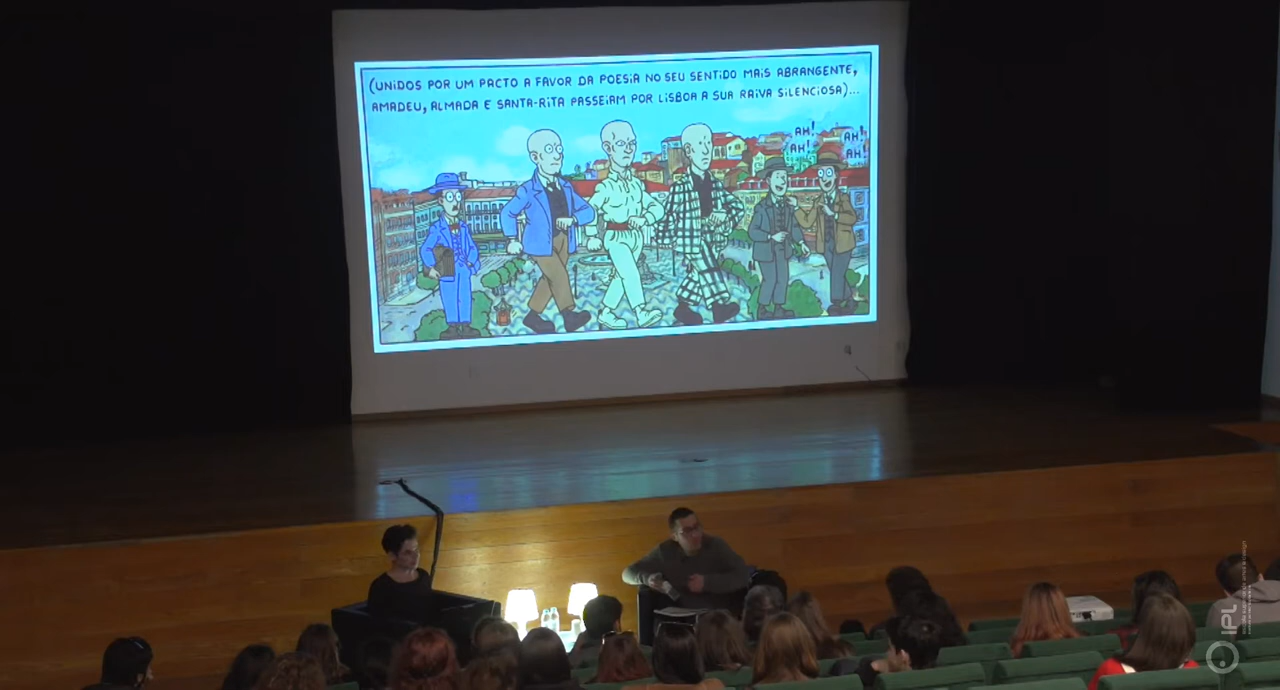 (UNIDOS POR UM PACTO A FAVOR DA POESIA NO SEU SENTIDO MAIS ABRANGENTE,
AMADEU, ALMADA E SANTA-RITA PASSEIAM POR LISBOA A SUA RAIVA SILENCIOSA)...
AH!
AH!
AH!
AH!
IPL